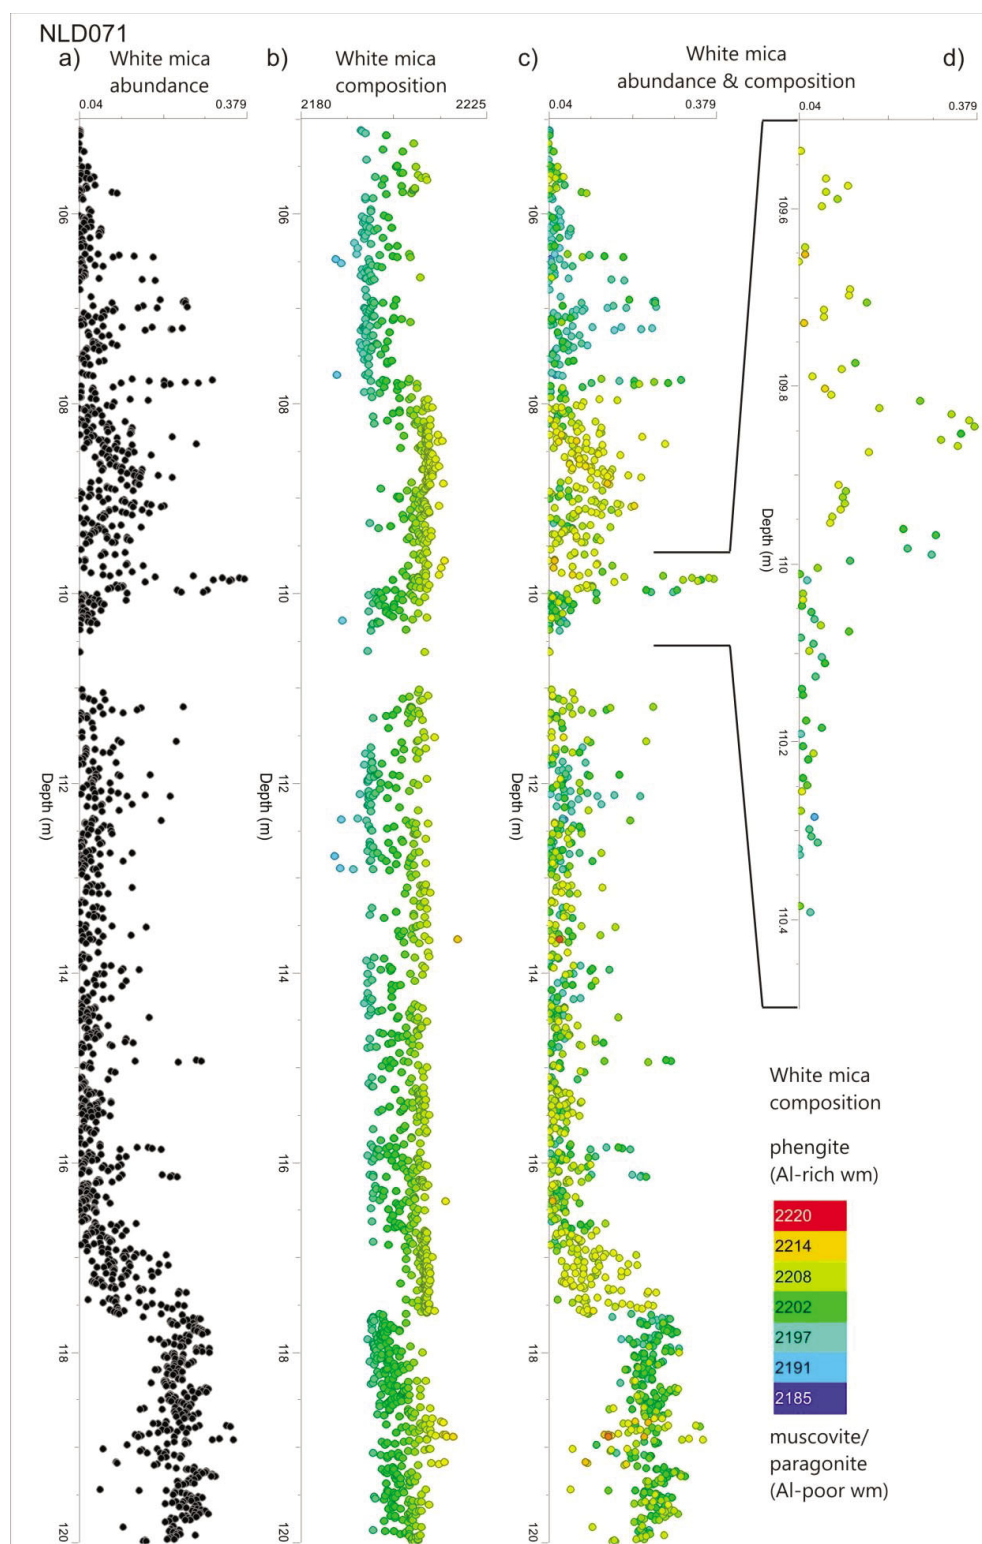 NLD071
a) White mica abundance
b) White mica composition
c) White mica abundance & composition
d)
0.04 0.379
2180 2225
0.04 0.379
0.04 0.379
106
108
110
112
114
116
118
120
Depth (m)
106
108
110
112
114
116
118
120
Depth (m)
106
108
110
112
114
116
118
120
Depth (m)
109.6
109.8
110
110.2
110.4
Depth (m)
White mica
composition
phengite
(Al-rich wm)
2220
2214
2208
2202
2197
2191
2185
muscovite/
paragonite
(Al-poor wm)